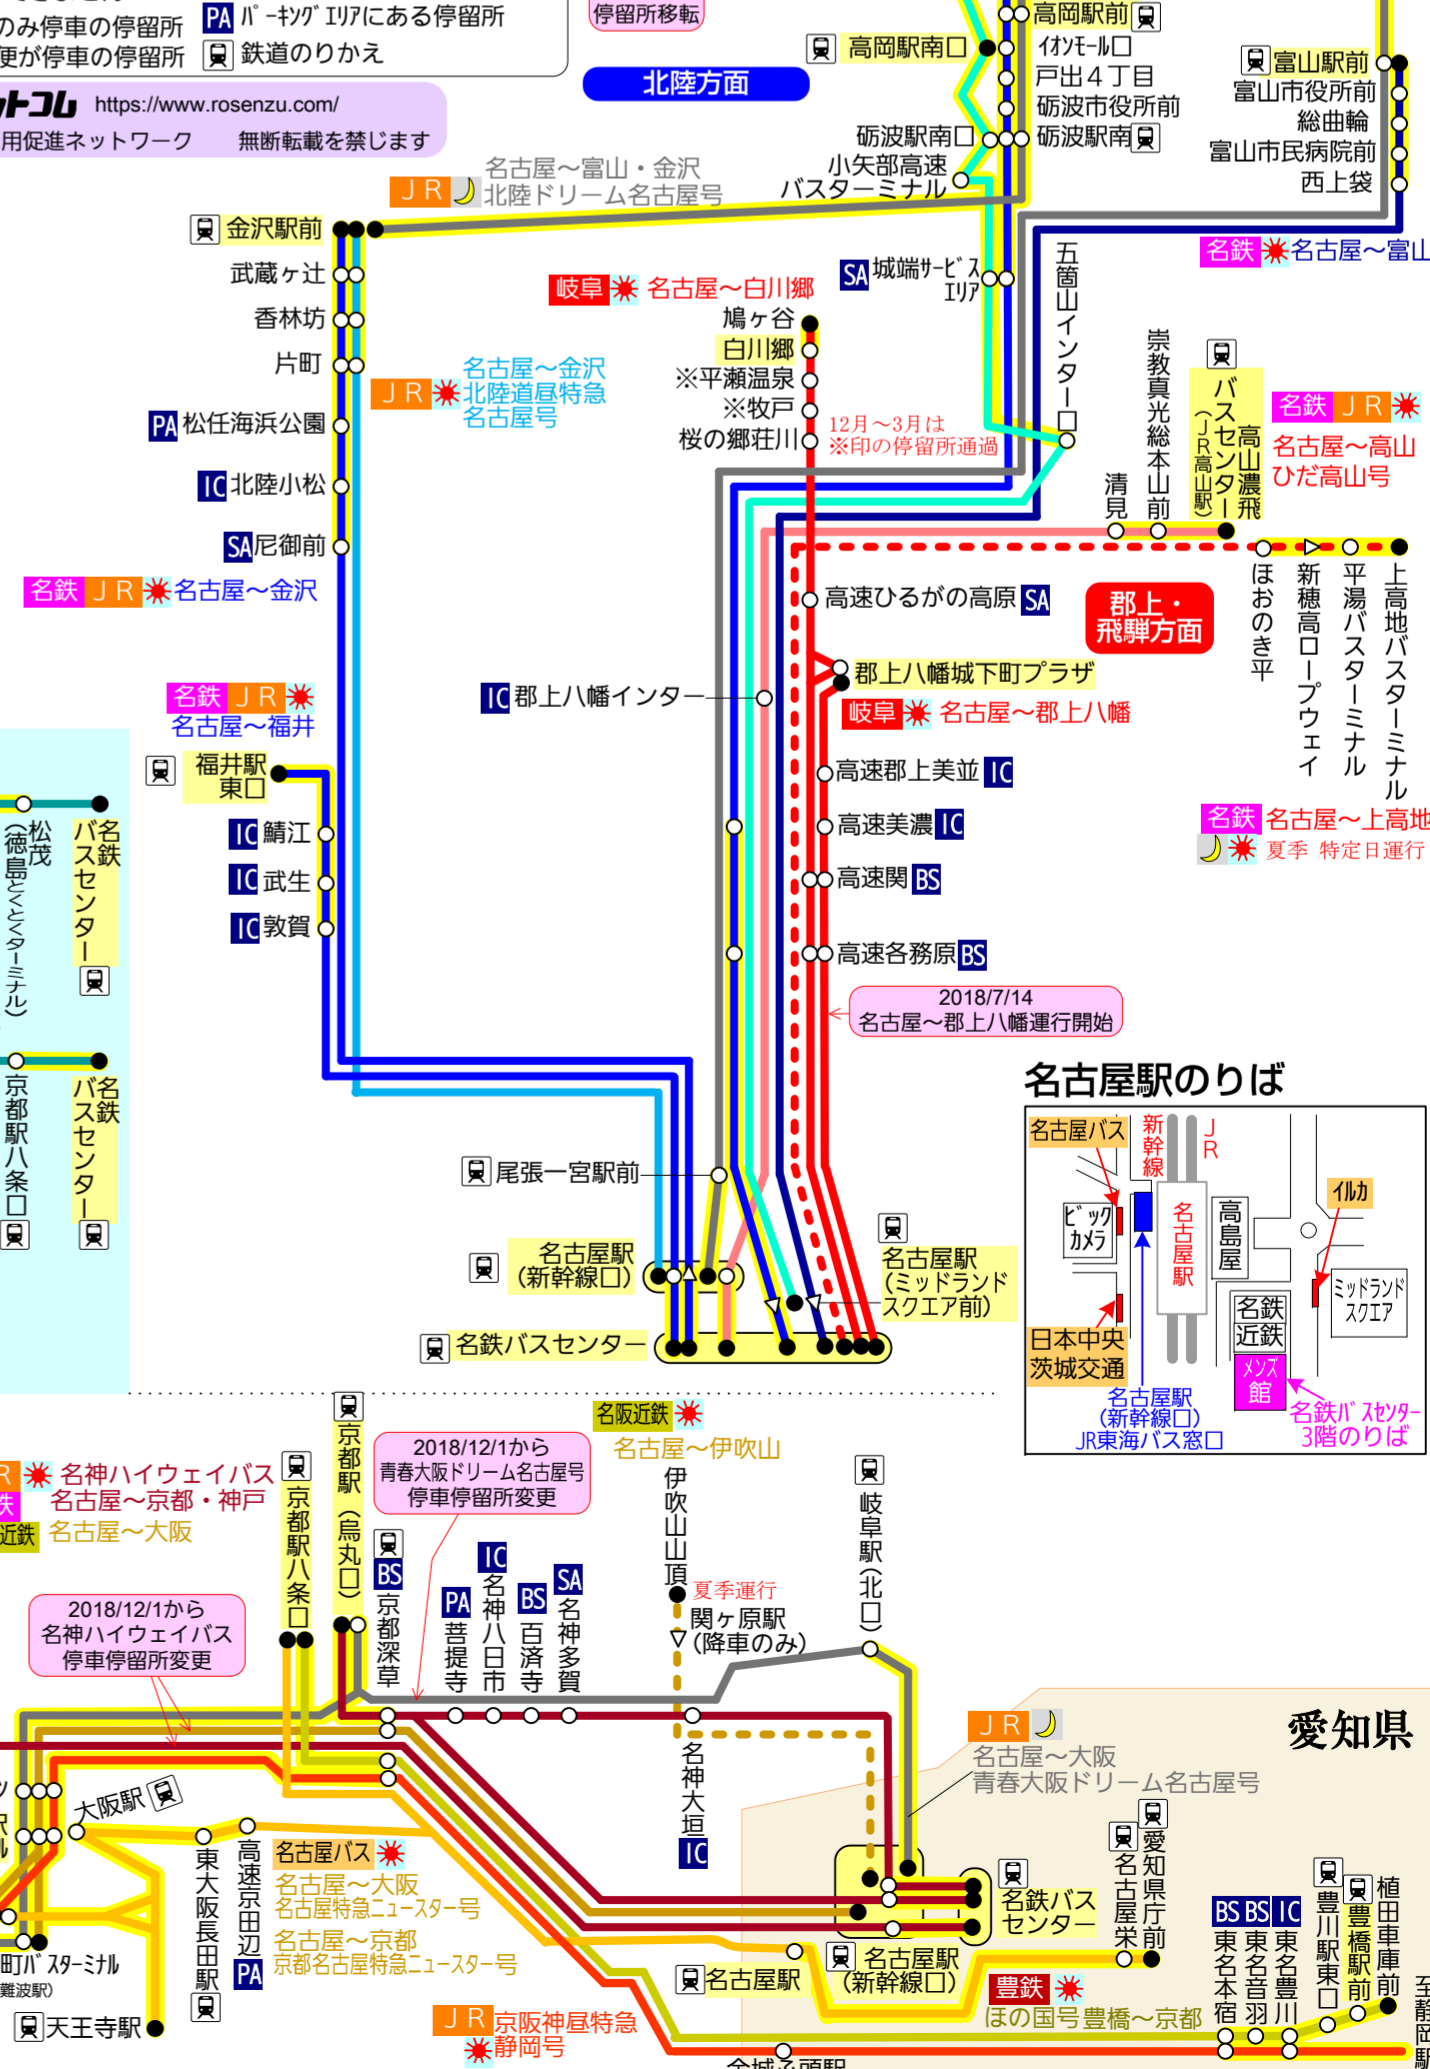 のみ停車の停留所
PA パーキングエリアにある停留所
便が停車の停留所
鉄道のりかえ
ットコム https://www.rosenzu.com/
用促進ネットワーク 無断転載を禁じます
停留所移転
北陸方面
高岡駅前
高岡駅南口
イオンモール口
戸出4丁目
砺波市役所前
砺波駅南口
砺波駅南
小矢部高速
バスターミナル
富山駅前
富山市役所前
総曲輪
富山市民病院前
西上袋
名古屋～富山・金沢
JR 北陸ドリーム名古屋号
金沢駅前
武蔵ヶ辻
香林坊
片町
PA 松任海浜公園
IC 北陸小松
SA 尼御前
名鉄 JR 名古屋～金沢
名古屋～金沢
JR 北陸道昼特急
名古屋号
岐阜 名古屋～白川郷
鳩ヶ谷
白川郷
※平瀬温泉
※牧戸
桜の郷荘川
12月～3月は
※印の停留所通過
SA 城端サービス
エリア
五箇山インター口
名鉄 名古屋～富山
崇教真光総本山前
清見
高山濃飛
バスセンター
(JR高山駅)
名鉄 JR
名古屋～高山
ひだ高山号
ほおのき平
新穂高ロープウェイ
平湯バスターミナル
上高地バスターミナル
名鉄 名古屋～上高地
夏季 特定日運行
高速ひるがの高原 SA
郡上・
飛騨方面
郡上八幡城下町プラザ
IC 郡上八幡インター
岐阜 名古屋～郡上八幡
高速郡上美並 IC
高速美濃 IC
高速関 BS
高速各務原 BS
2018/7/14
名古屋～郡上八幡運行開始
名鉄 JR
名古屋～福井
福井駅
東口
IC 鯖江
IC 武生
IC 敦賀
松茂
(徳島とくとくターミナル)
名鉄
バスセンター
京都駅八条口
名鉄
バスセンター
尾張一宮駅前
名古屋駅
(新幹線口)
名古屋駅
(ミッドランド
スクエア前)
名鉄バスセンター
名古屋駅のりば
名古屋バス
新幹線
JR
イルカ
ビック
カメラ
名古屋駅
高島屋
ミッドランド
スクエア
名鉄
近鉄
メンズ
館
日本中央
茨城交通
名古屋駅
(新幹線口)
JR東海バス窓口
名鉄バスセンター
3階のりば
名神ハイウェイバス
名古屋～京都・神戸
近鉄 名古屋～大阪
京都駅八条口
京都駅(烏丸口)
2018/12/1から
青春大阪ドリーム名古屋号
停車停留所変更
名阪近鉄
名古屋～伊吹山
伊吹山山頂
夏季運行
関ヶ原駅
(降車のみ)
岐阜駅(北口)
BS 京都深草
PA 菩提寺
IC 名神八日市
BS 百済寺
SA 名神多賀
2018/12/1から
名神ハイウェイバス
停車停留所変更
名神大垣 IC
愛知県
JR
名古屋～大阪
青春大阪ドリーム名古屋号
大阪駅
東大阪長田駅
高速京田辺 PA
名古屋バス
名古屋～大阪
名古屋特急ニュースター号
名古屋～京都
京都名古屋特急ニュースター号
町バスターミナル
難波駅)
天王寺駅
JR 京阪神昼特急
静岡号
名鉄バス
センター
名古屋駅
(新幹線口)
名古屋駅
名古屋栄
愛知県庁前
豊鉄
ほの国号豊橋～京都
BS 東名本宿
BS 東名音羽
IC 東名豊川
豊川駅東口
豊橋駅前
植田車庫前
至静岡駅